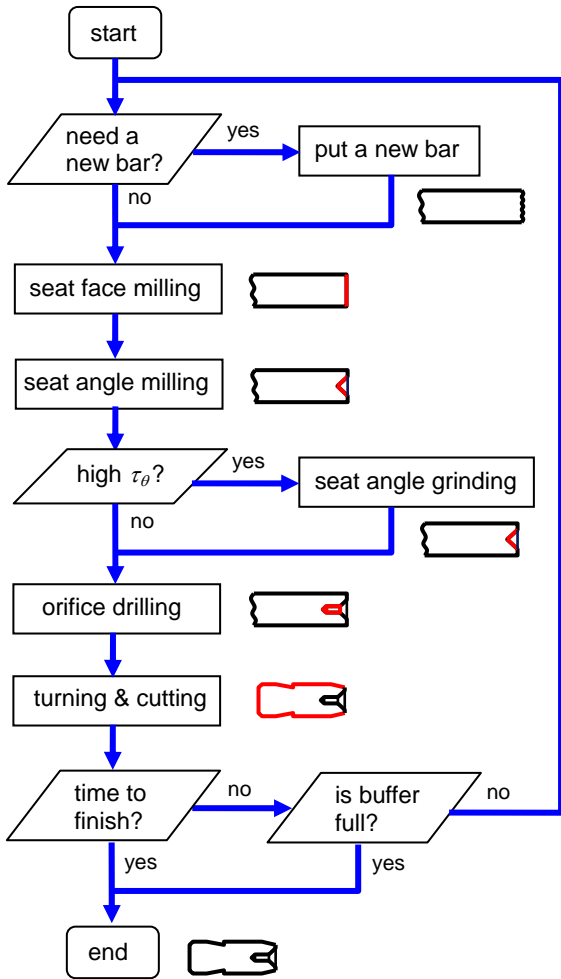 start
need a
new bar?
yes
put a new bar
no
seat face milling
seat angle milling
high τθ?
yes
seat angle grinding
no
orifice drilling
turning & cutting
time to
finish?
no
is buffer
full?
no
yes
yes
end